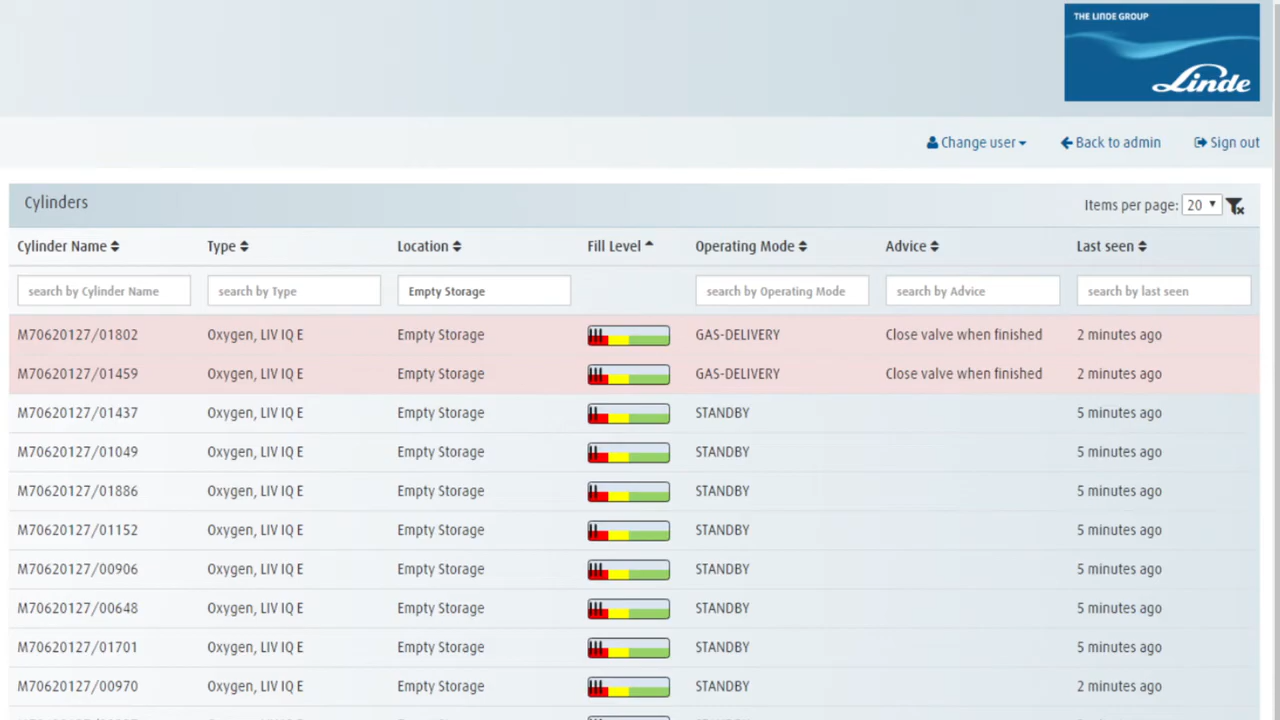 THE LINDE GROUP
Linde
Change user
Back to admin
Sign out
Cylinders
Items per page: 20
Cylinder Name Type Location Fill Level Operating Mode Advice Last seen
search by Cylinder Name search by Type Empty Storage search by Operating Mode search by Advice search by last seen
M70620127/01802 Oxygen, LIV IQ E Empty Storage GAS-DELIVERY Close valve when finished 2 minutes ago
M70620127/01459 Oxygen, LIV IQ E Empty Storage GAS-DELIVERY Close valve when finished 2 minutes ago
M70620127/01437 Oxygen, LIV IQ E Empty Storage STANDBY 5 minutes ago
M70620127/01049 Oxygen, LIV IQ E Empty Storage STANDBY 5 minutes ago
M70620127/01886 Oxygen, LIV IQ E Empty Storage STANDBY 5 minutes ago
M70620127/01152 Oxygen, LIV IQ E Empty Storage STANDBY 5 minutes ago
M70620127/00906 Oxygen, LIV IQ E Empty Storage STANDBY 5 minutes ago
M70620127/00648 Oxygen, LIV IQ E Empty Storage STANDBY 5 minutes ago
M70620127/01701 Oxygen, LIV IQ E Empty Storage STANDBY 5 minutes ago
M70620127/00970 Oxygen, LIV IQ E Empty Storage STANDBY 2 minutes ago